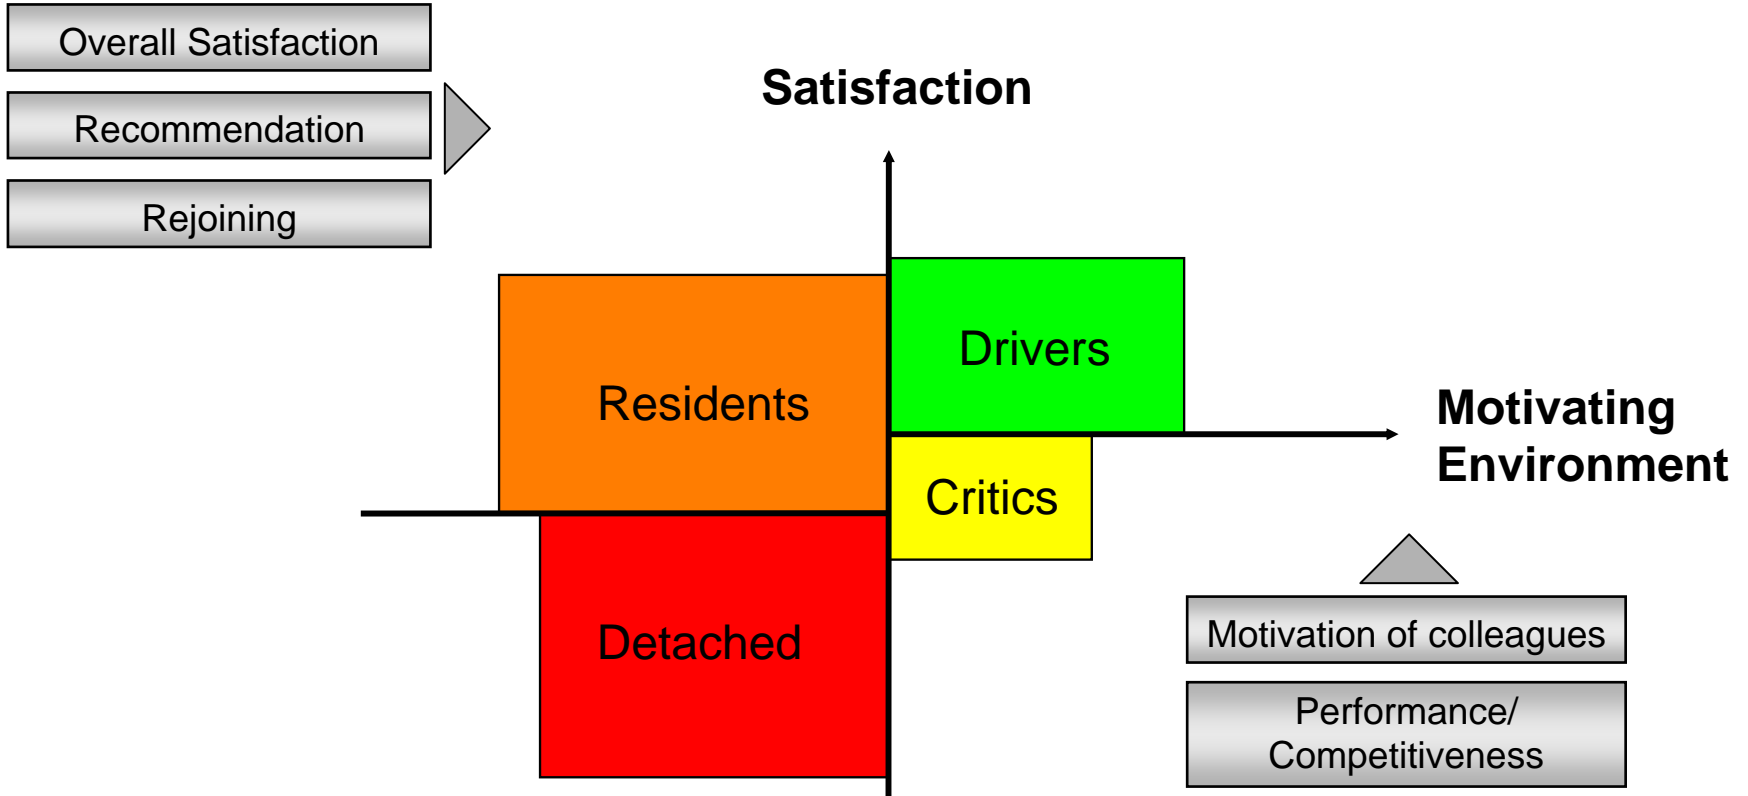 Overall Satisfaction
Recommendation
Rejoining
Satisfaction
Drivers
Residents
Motivating
Environment
Critics
Detached
Motivation of colleagues
Performance/
Competitiveness